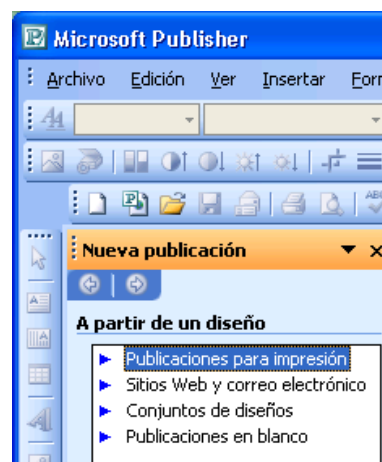 Microsoft Publisher
Archivo Edición Ver Insertar
Nueva publicación
A partir de un diseño
Publicaciones para impresión
Sitios Web y correo electrónico
Conjuntos de diseños
Publicaciones en blanco